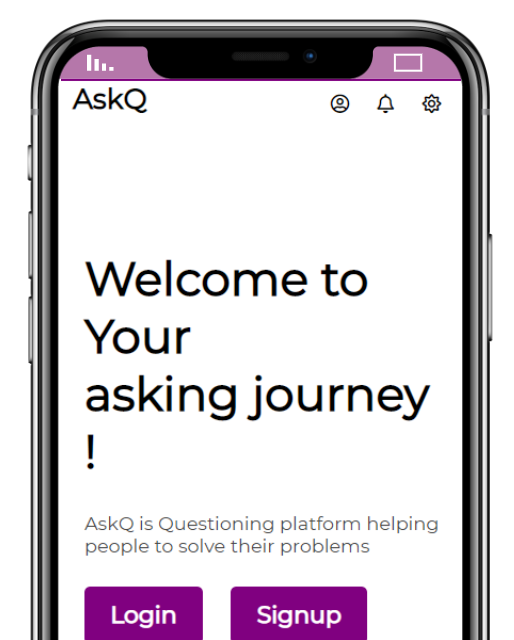 AskQ
Welcome to
Your
asking journey
!
AskQ is Questioning platform helping
people to solve their problems
Login
Signup